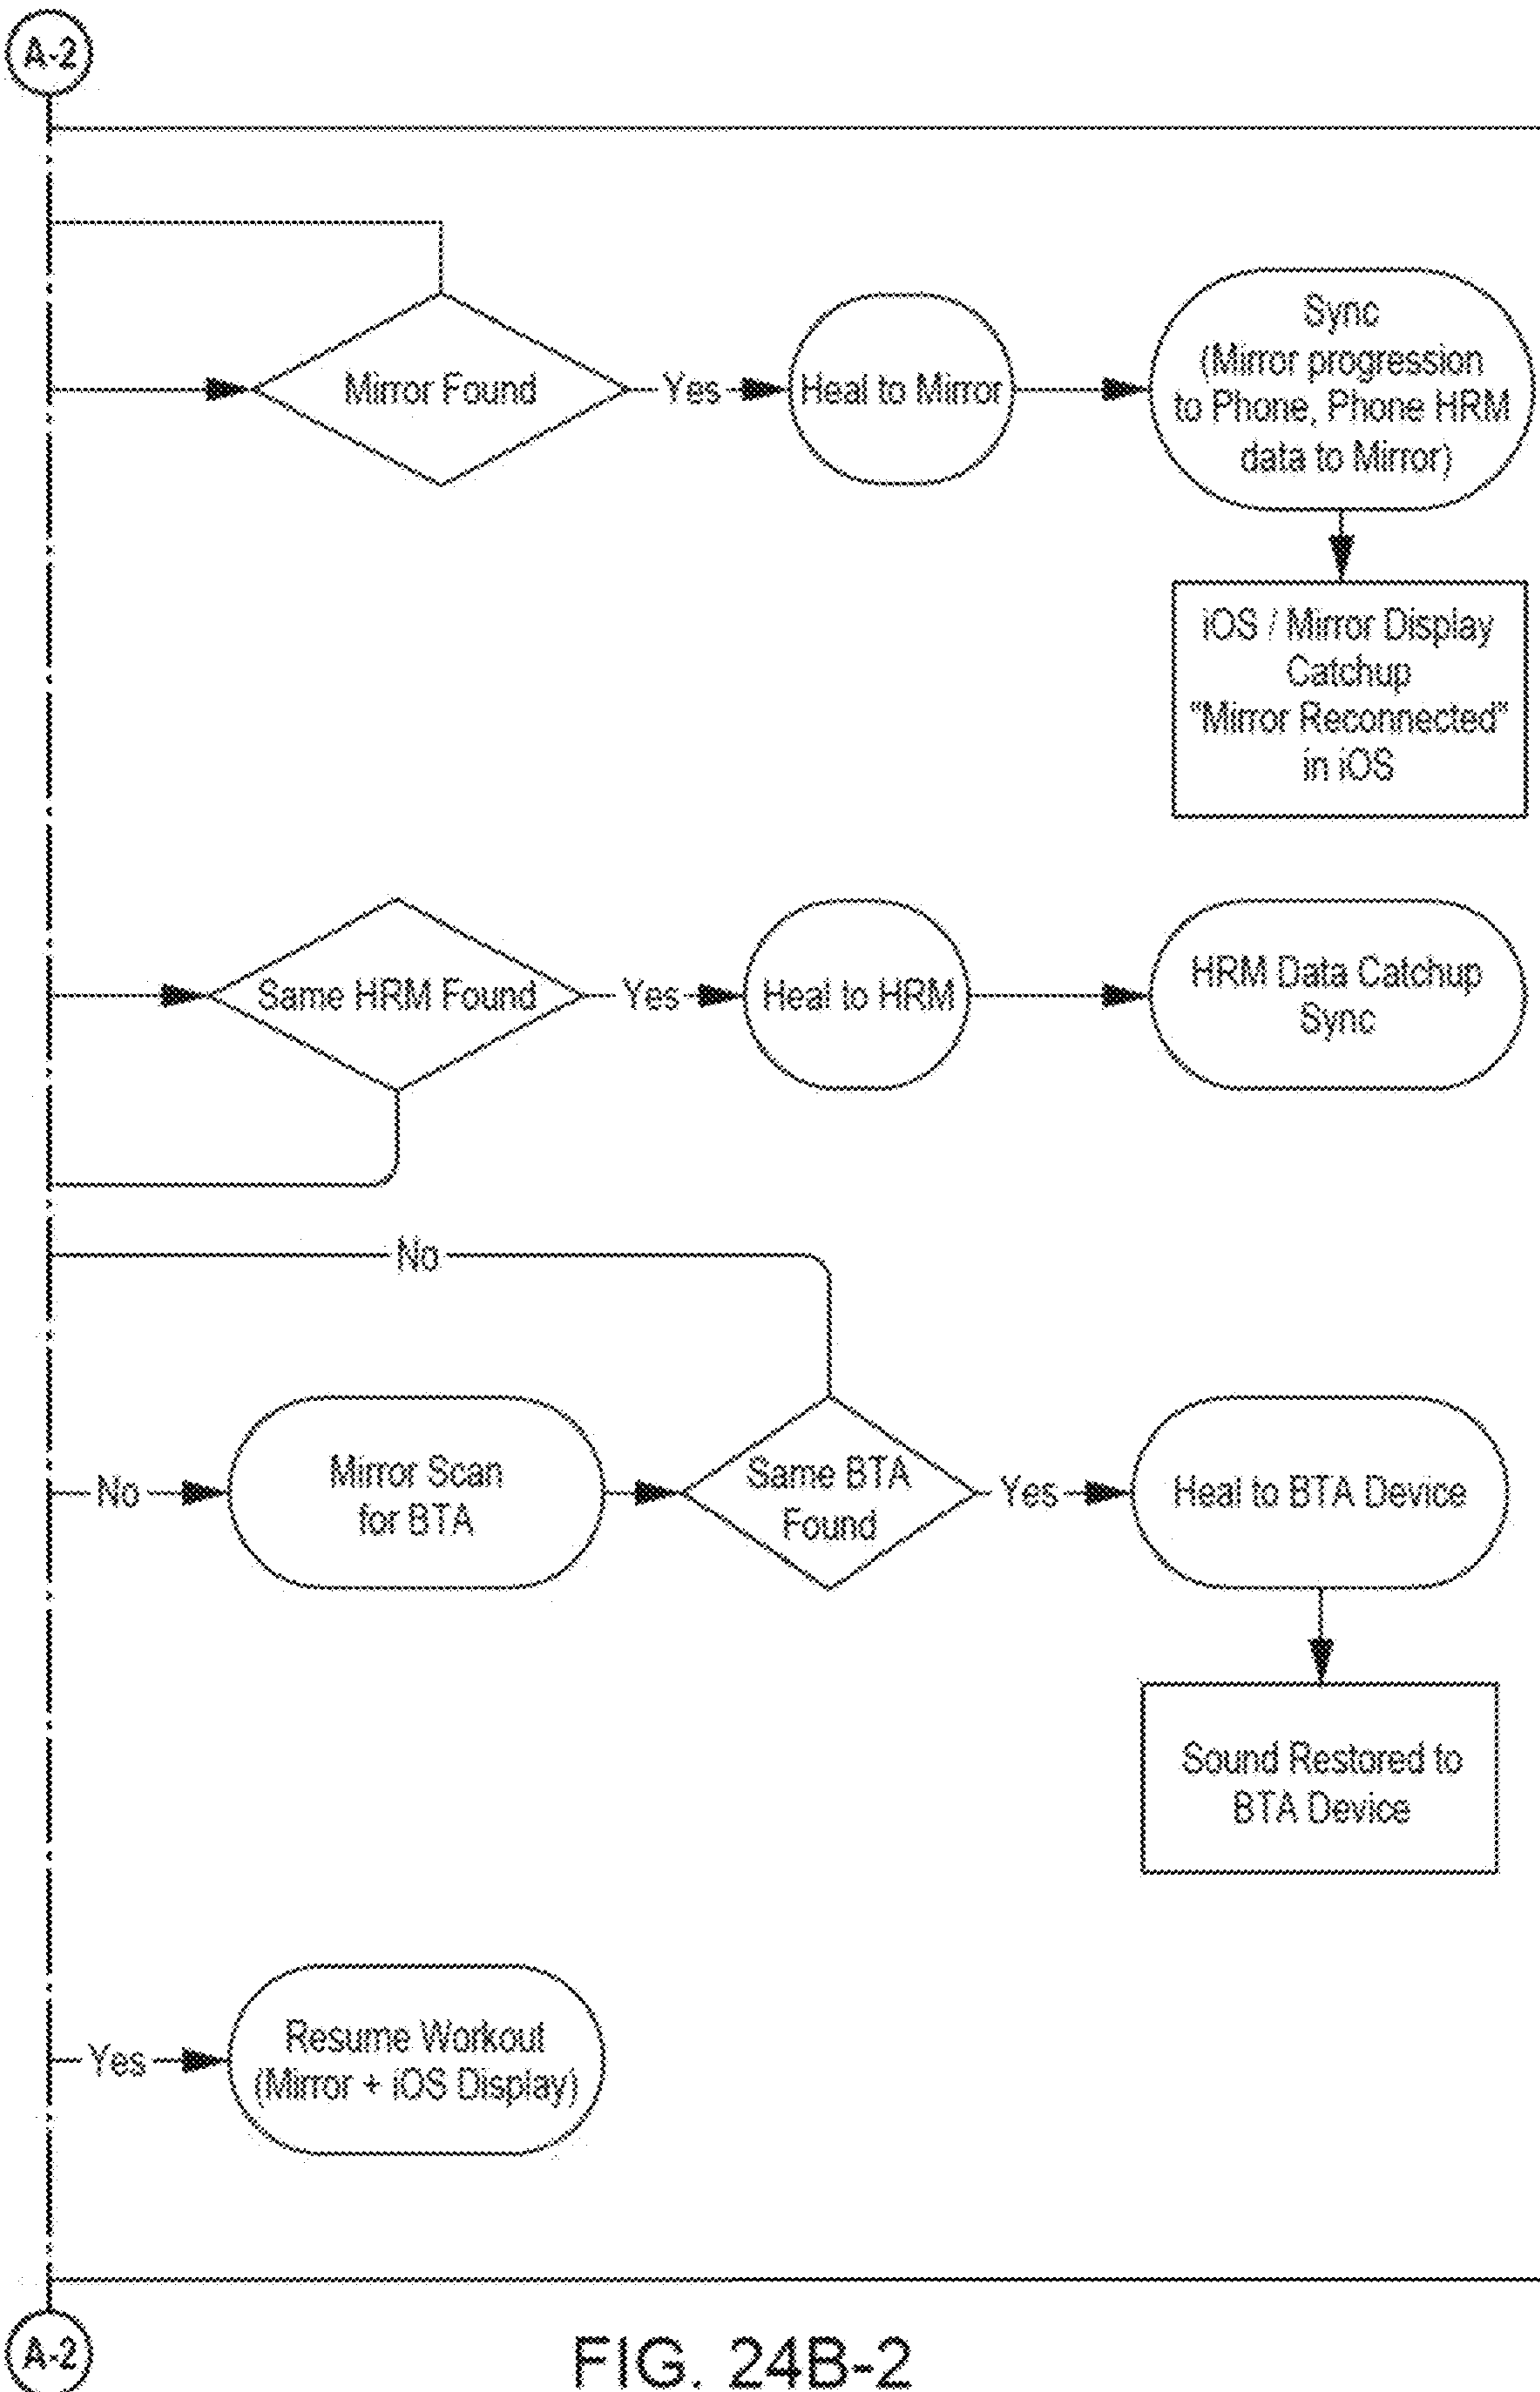 A-2
Mirror Found
Yes
Heal to Mirror
Sync
(Mirror progression
to Phone, Phone HRM
data to Mirror)
iOS / Mirror Display
Catchup
"Mirror Reconnected"
in iOS
Same HRM Found
Yes
Heal to HRM
HRM Data Catchup
Sync
No
No
Mirror Scan
for BTA
Same BTA
Found
Yes
Heal to BTA Device
Sound Restored to
BTA Device
Yes
Resume Workout
(Mirror + iOS Display)
A-2
FIG. 24B-2